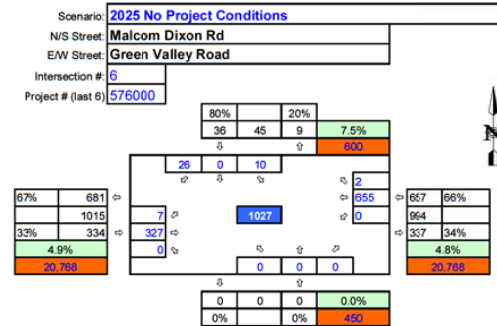 Scenario: 2025 No Project Conditions
N/S Street: Malcom Dixon Rd
E/W Street: Green Valley Road
Intersection #: 6
Project # (last 6) 576000
N
80% 20%
36 45 9 7.5%
600
26 0 10
2
67% 681 655 657 66%
1015 7 1027 0 994
33% 334 327 337 34%
4.9% 0 4.8%
20,768 0 0 0 20,768
0 0 0 0.0%
0% 0% 450